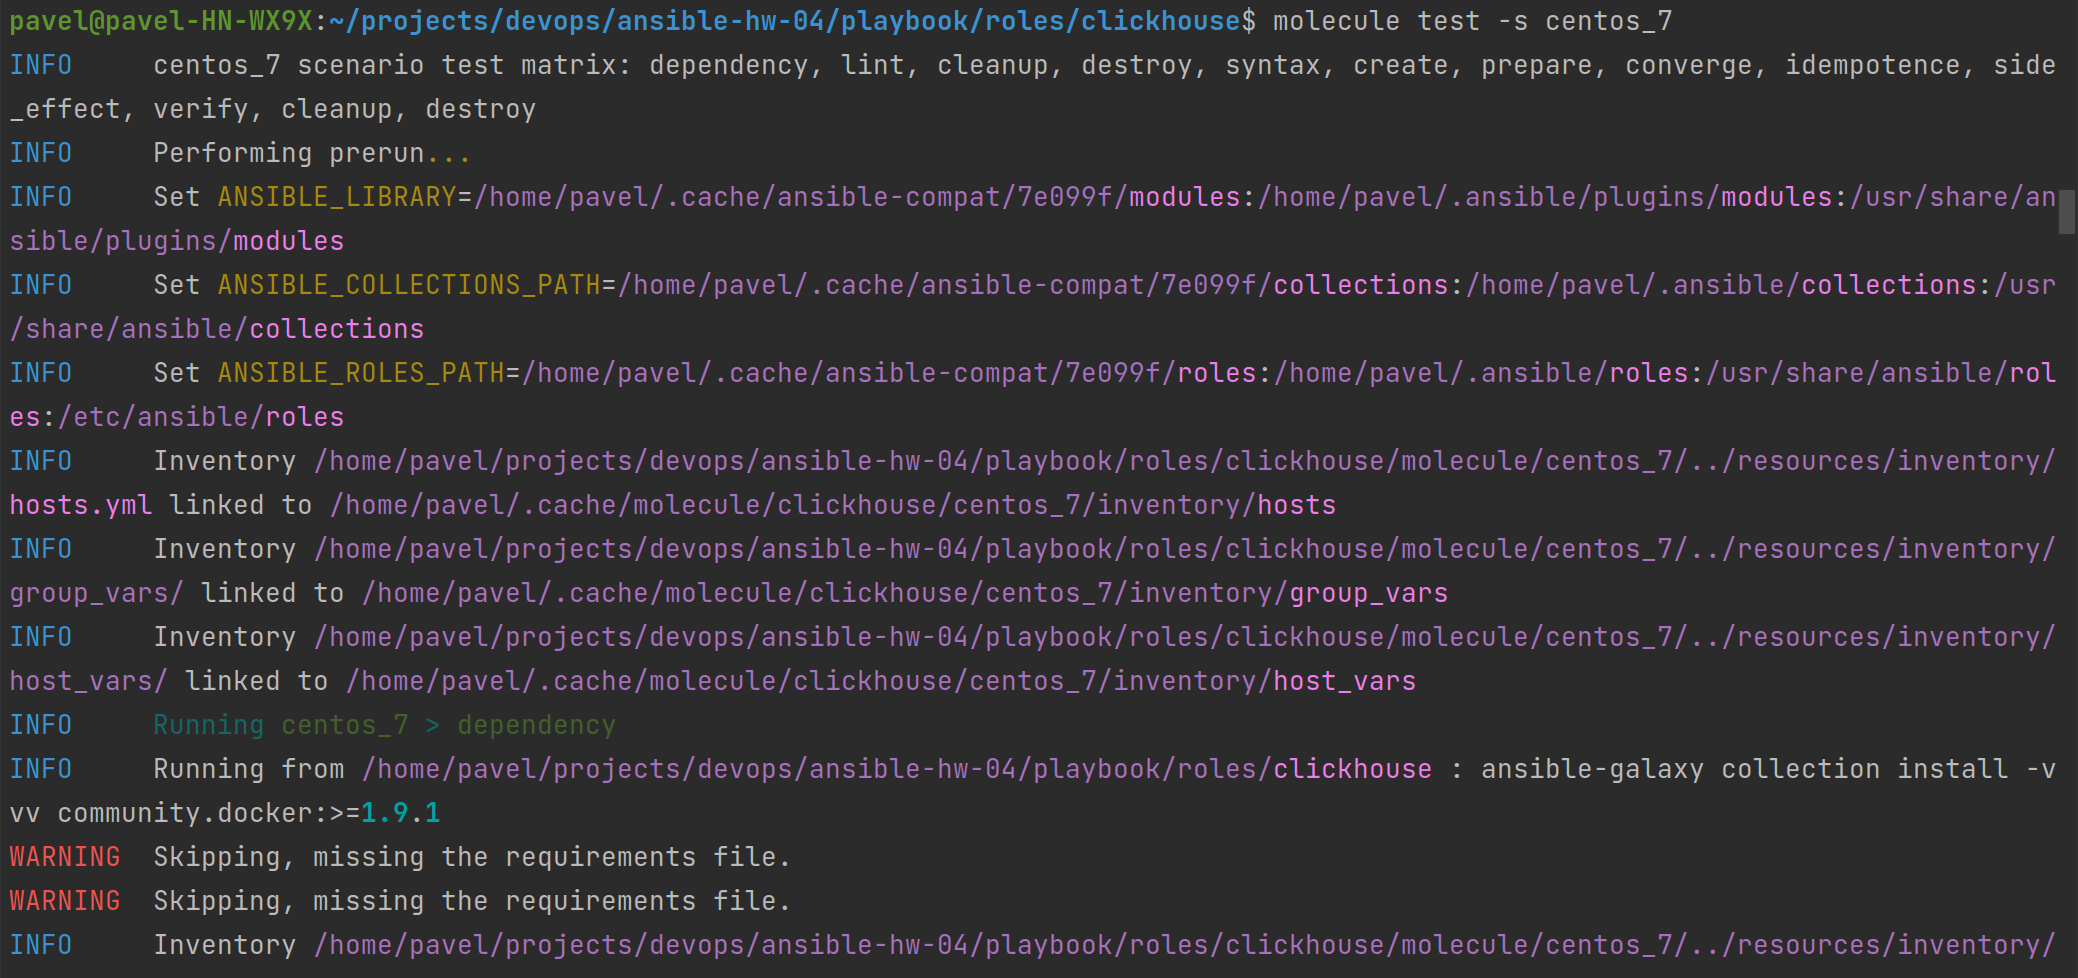 pavel@pavel-HN-WX9X:~/projects/devops/ansible-hw-04/playbook/roles/clickhouse$ molecule test -s centos_7
INFO     centos_7 scenario test matrix: dependency, lint, cleanup, destroy, syntax, create, prepare, converge, idempotence, side
_effect, verify, cleanup, destroy
INFO     Performing prerun...
INFO     Set ANSIBLE_LIBRARY=/home/pavel/.cache/ansible-compat/7e099f/modules:/home/pavel/.ansible/plugins/modules:/usr/share/an
sible/plugins/modules
INFO     Set ANSIBLE_COLLECTIONS_PATH=/home/pavel/.cache/ansible-compat/7e099f/collections:/home/pavel/.ansible/collections:/usr
/share/ansible/collections
INFO     Set ANSIBLE_ROLES_PATH=/home/pavel/.cache/ansible-compat/7e099f/roles:/home/pavel/.ansible/roles:/usr/share/ansible/rol
es:/etc/ansible/roles
INFO     Inventory /home/pavel/projects/devops/ansible-hw-04/playbook/roles/clickhouse/molecule/centos_7/../resources/inventory/
hosts.yml linked to /home/pavel/.cache/molecule/clickhouse/centos_7/inventory/hosts
INFO     Inventory /home/pavel/projects/devops/ansible-hw-04/playbook/roles/clickhouse/molecule/centos_7/../resources/inventory/
group_vars/ linked to /home/pavel/.cache/molecule/clickhouse/centos_7/inventory/group_vars
INFO     Inventory /home/pavel/projects/devops/ansible-hw-04/playbook/roles/clickhouse/molecule/centos_7/../resources/inventory/
host_vars/ linked to /home/pavel/.cache/molecule/clickhouse/centos_7/inventory/host_vars
INFO     Running centos_7 > dependency
INFO     Running from /home/pavel/projects/devops/ansible-hw-04/playbook/roles/clickhouse : ansible-galaxy collection install -v
vv community.docker:>=1.9.1
WARNING  Skipping, missing the requirements file.
WARNING  Skipping, missing the requirements file.
INFO     Inventory /home/pavel/projects/devops/ansible-hw-04/playbook/roles/clickhouse/molecule/centos_7/../resources/inventory/